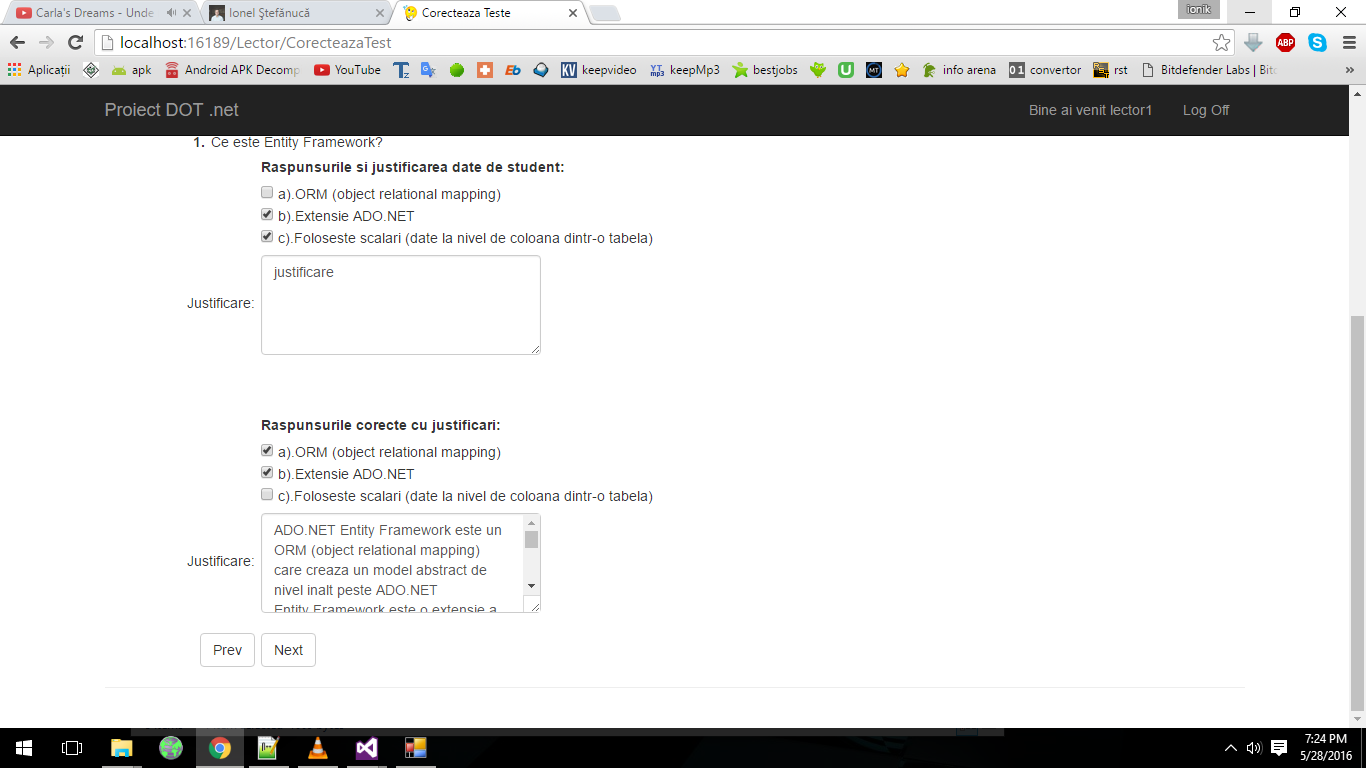 Carla's Dreams - Unde
Ionel Ştefănucă
Corecteaza Teste
ionik
localhost:16189/Lector/CorecteazaTest
Aplicații
apk
Android APK Decomp
YouTube
keepvideo
keepMp3
bestjobs
info arena
convertor
rst
Bitdefender Labs | Bitd
»
Proiect DOT .net
Bine ai venit lector1
Log Off
1. Ce este Entity Framework?
Raspunsurile si justificarea date de student:
a).ORM (object relational mapping)
b).Extensie ADO.NET
c).Foloseste scalari (date la nivel de coloana dintr-o tabela)
justificare
Justificare:
Raspunsurile corecte cu justificari:
a).ORM (object relational mapping)
b).Extensie ADO.NET
c).Foloseste scalari (date la nivel de coloana dintr-o tabela)
ADO.NET Entity Framework este un
ORM (object relational mapping)
Justificare:
care creaza un model abstract de
nivel inalt peste ADO.NET
Entity Framework este o extensie a
Prev
Next
7:24 PM
5/28/2016